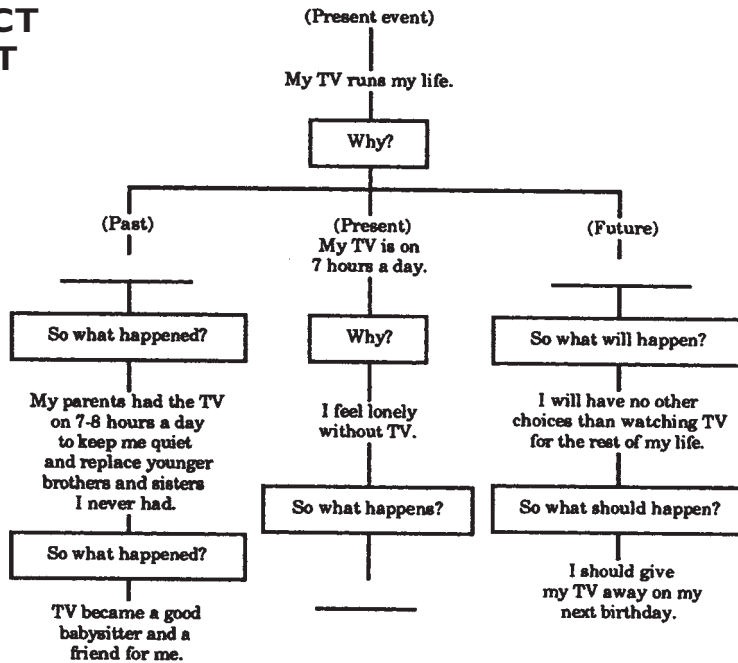 CT
T
(Present event)
My TV runs my life.
Why?
(Past)
So what happened?
My parents had the TV
on 7-8 hours a day
to keep me quiet
and replace younger
brothers and sisters
I never had.
So what happened?
TV became a good
babysitter and a
friend for me.
(Present)
My TV is on
7 hours a day.
Why?
I feel lonely
without TV.
So what happens?
(Future)
So what will happen?
I will have no other
choices than watching TV
for the rest of my life.
So what should happen?
I should give
my TV away on my
next birthday.